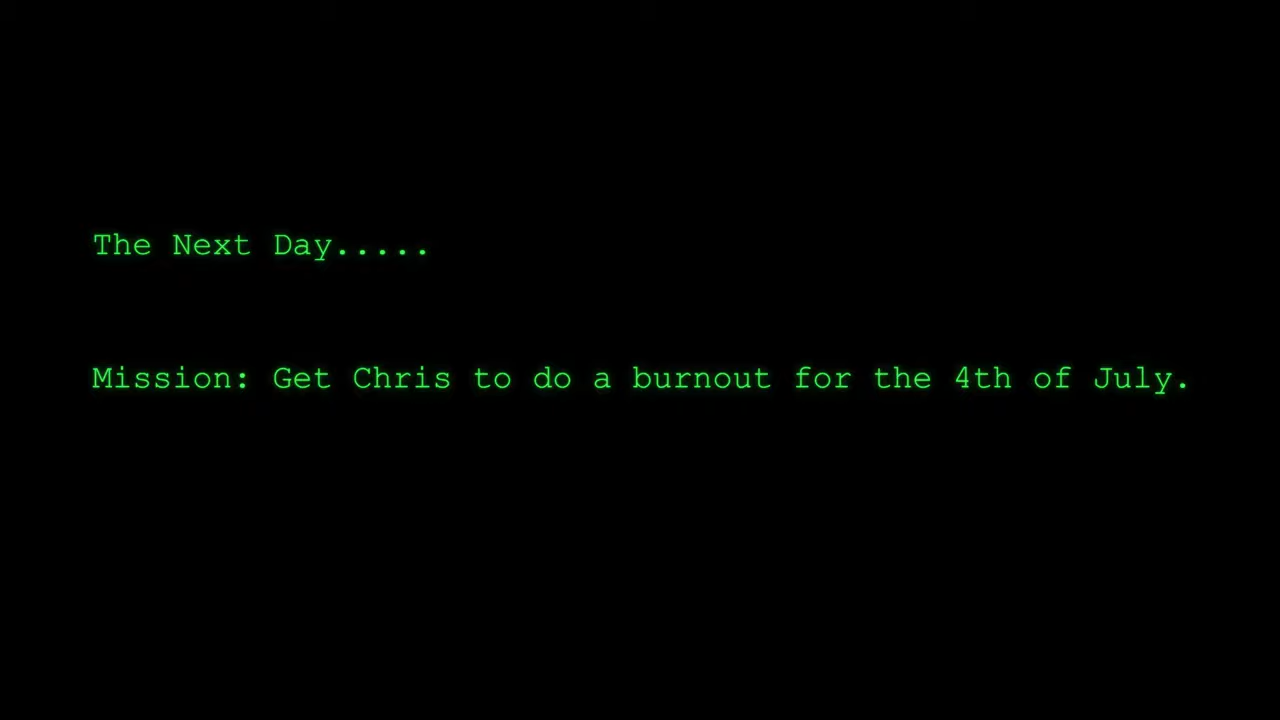 The Next Day.....
Mission: Get Chris to do a burnout for the 4th of July.